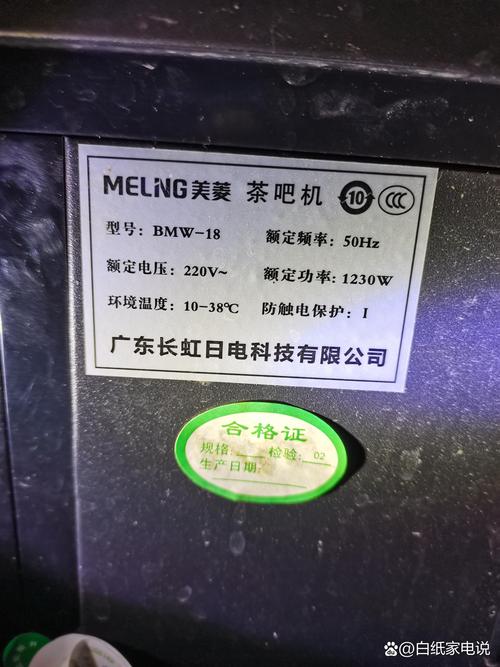 MELING美菱 茶吧机 10 CCC
型号: BMW-18 额定频率: 50Hz
额定电压: 220V~ 额定功率: 1230W
环境温度: 10-38℃ 防触电保护: I
广东长虹日电科技有限公司
合格证
规格: 检验: 02
生产日期:
@白纸家电说